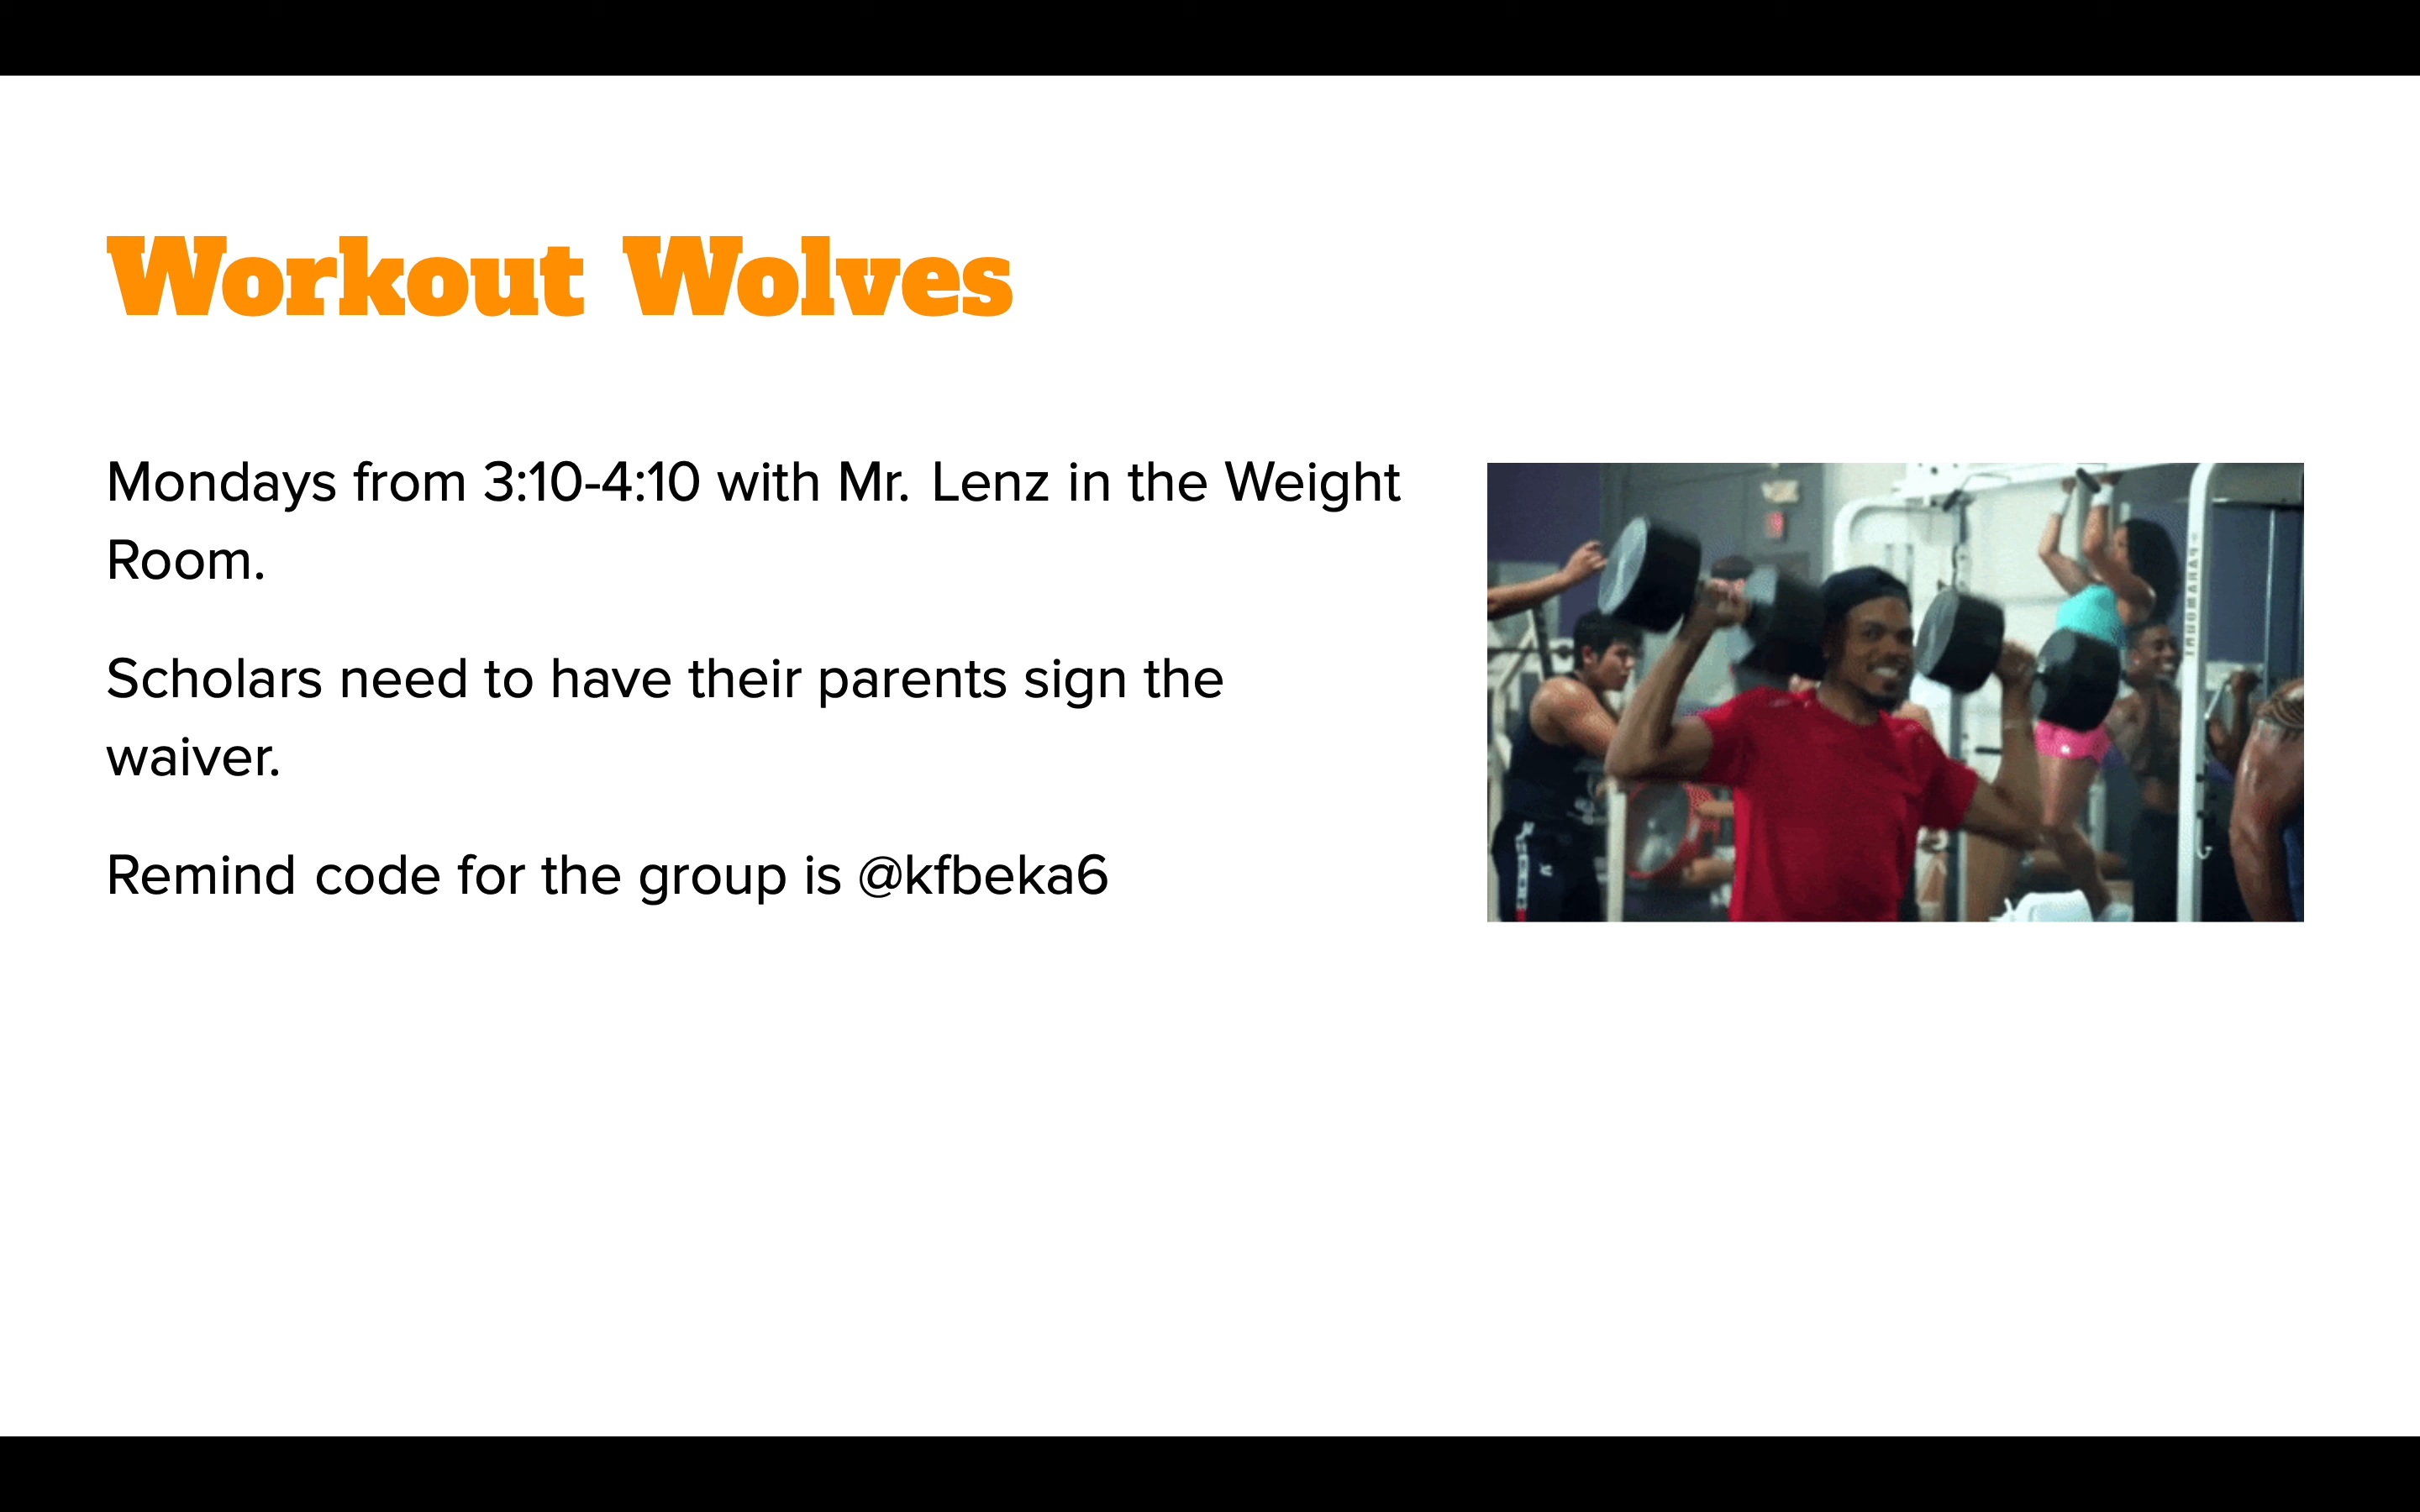 Workout Wolves
Mondays from 3:10-4:10 with Mr. Lenz in the Weight
Room.
Scholars need to have their parents sign the
waiver.
Remind code for the group is @kfbeka6
PARAMOUNT